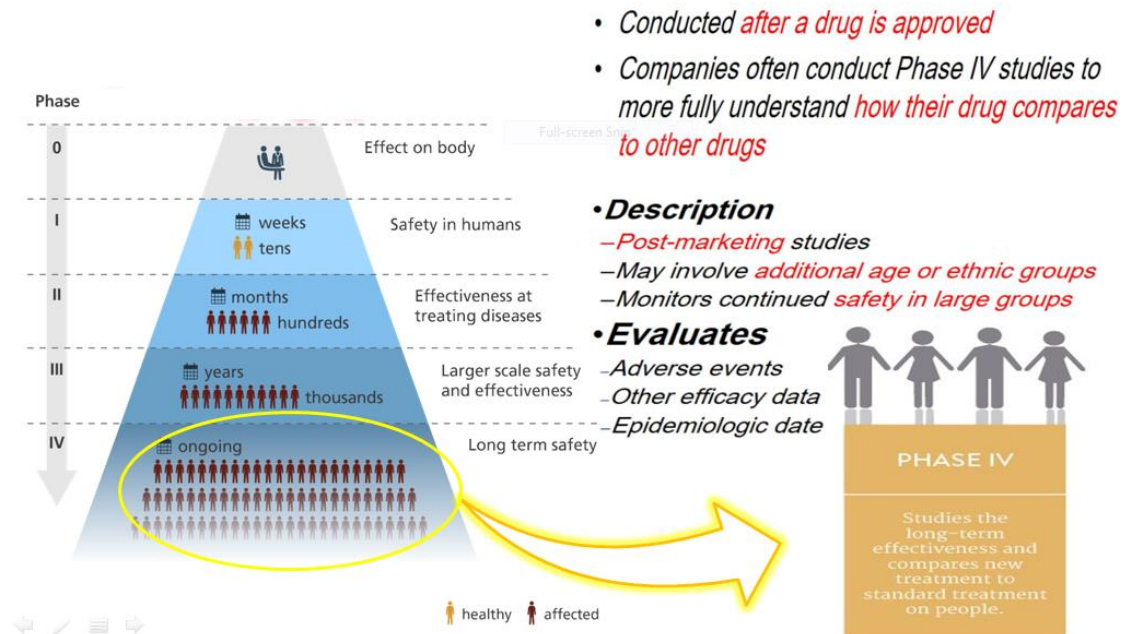 • Conducted after a drug is approved
• Companies often conduct Phase IV studies to
more fully understand how their drug compares
to other drugs
Full-screen Snip
Phase
0
Effect on body
I
weeks
tens
Safety in humans
II
months
hundreds
Effectiveness at
treating diseases
III
years
thousands
Larger scale safety
and effectiveness
IV
ongoing
Long term safety
healthy
affected
•Description
–Post-marketing studies
–May involve additional age or ethnic groups
–Monitors continued safety in large groups
•Evaluates
–Adverse events
–Other efficacy data
–Epidemiologic date
PHASE IV
Studies the
long-term
effectiveness and
compares new
treatment to
standard treatment
on people.